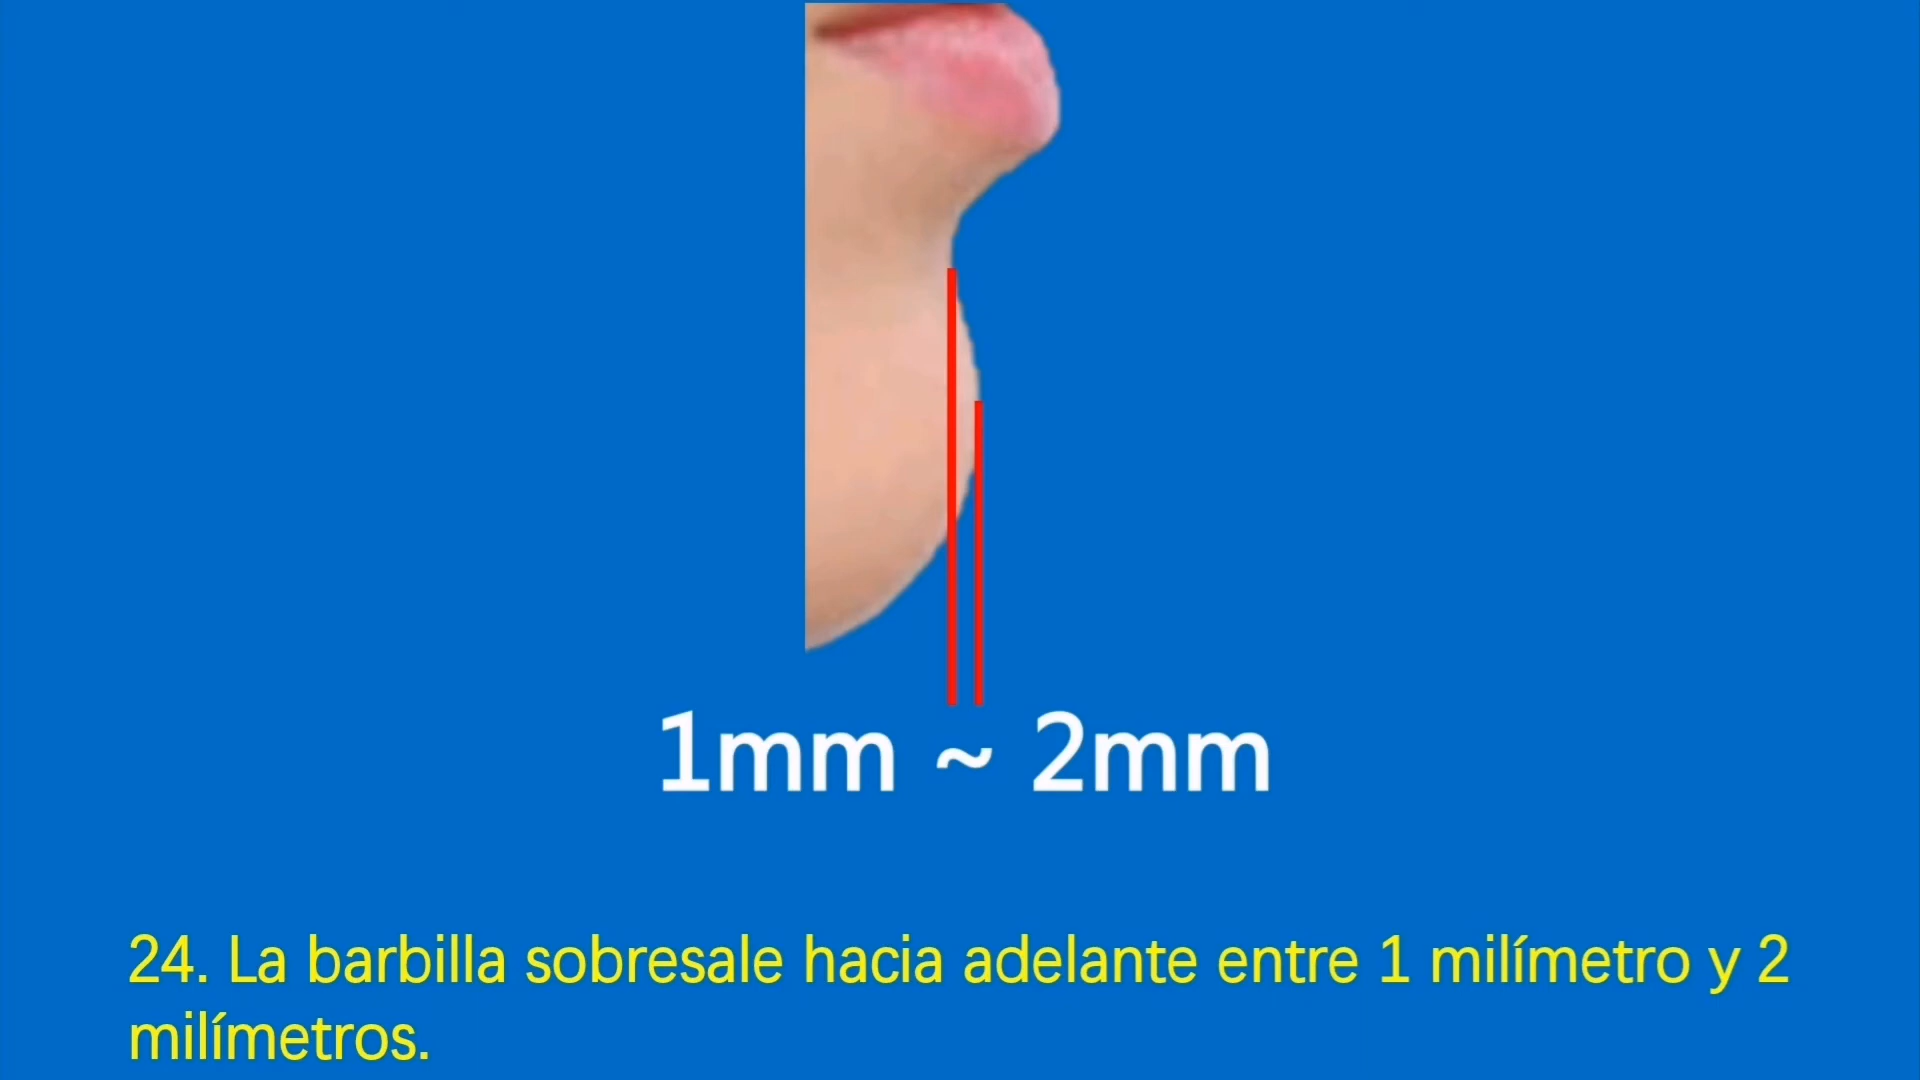 1mm ~ 2mm
24. La barbilla sobresale hacia adelante entre 1 milímetro y 2
milímetros.